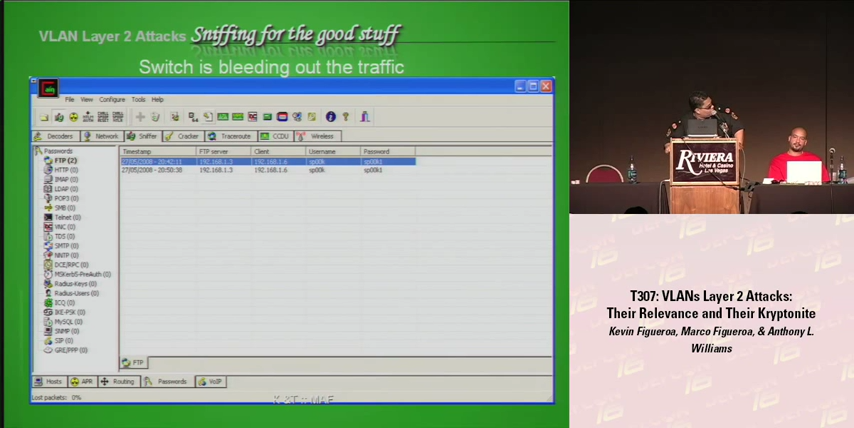 VLAN Layer 2 Attacks Sniffing for the good stuff
Switch is bleeding out the traffic
File View Configure Tools Help
Decoders Network Sniffer Cracker Traceroute CCDU Wireless
Passwords
FTP (2)
HTTP (0)
IMAP (0)
LDAP (0)
POP3 (0)
SMB (0)
Telnet (0)
VNC (0)
TDS (0)
SMTP (0)
NNTP (0)
DCE/RPC (0)
MSKerb5-PreAuth (0)
Radius-Keys (0)
Radius-Users (0)
ICQ (0)
IKE-PSK (0)
MySQL (0)
SNMP (0)
SIP (0)
GRE/PPP (0)
Timestamp FTP server Client Username Password
27/05/2008 - 20:42:11 192.168.1.3 192.168.1.6 sp00k sp00k1
27/05/2008 - 20:50:38 192.168.1.3 192.168.1.6 sp00k sp00k1
FTP
Hosts APR Routing Passwords VoIP
Lost packets: 0%
RIVIERA
Hotel & Casino
Las Vegas
T307: VLANs Layer 2 Attacks:
Their Relevance and Their Kryptonite
Kevin Figueroa, Marco Figueroa, & Anthony L.
Williams